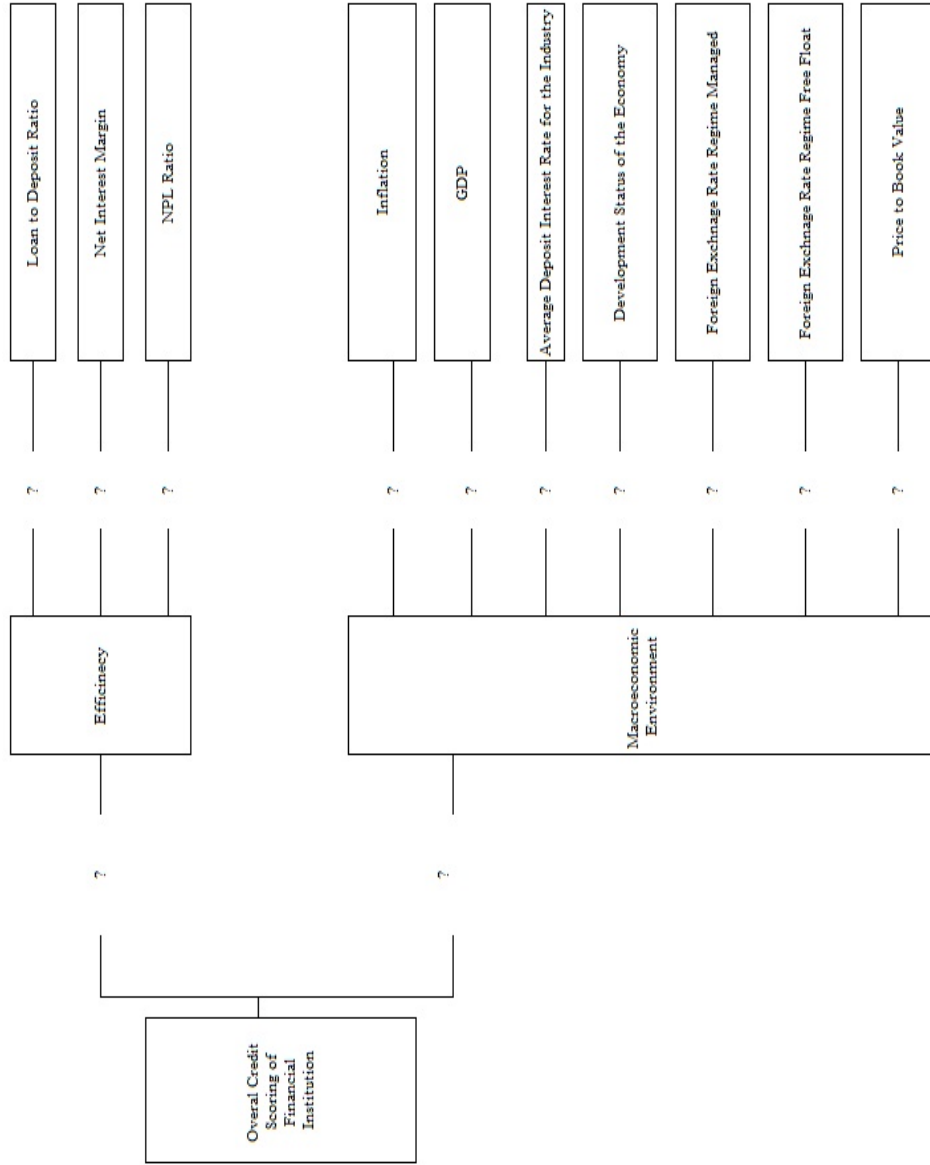 Overal Credit
Scoring of
Financial
Institution
?
?
Efficinecy
Macroeconomic
Environment
?
?
?
?
?
?
?
?
?
?
Loan to Deposit Ratio
Net Interest Margin
NPL Ratio
Inflation
GDP
Average Deposit Interest Rate for the Industry
Development Status of the Economy
Foreign Exchnage Rate Regime Managed
Foreign Exchnage Rate Regime Free Float
Price to Book Value